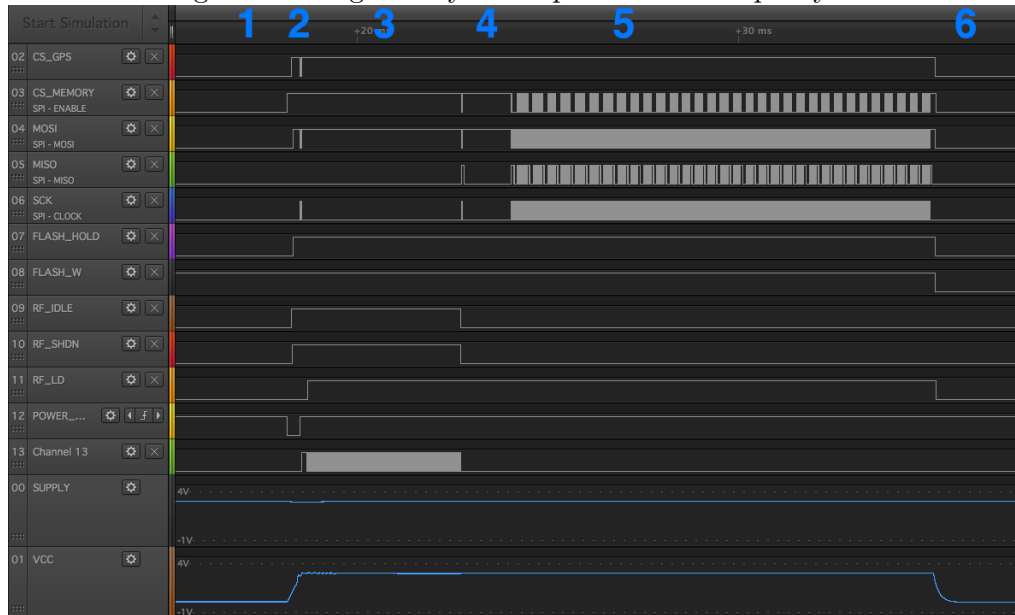 Start Simulation
1 2 3 4 5 6
+30 ms
02 CS_GPS
03 CS_MEMORY
SPI - ENABLE
04 MOSI
SPI - MOSI
05 MISO
SPI - MISO
06 SCK
SPI - CLOCK
07 FLASH_HOLD
08 FLASH_W
09 RF_IDLE
10 RF_SHDN
11 RF_LD
12 POWER_...
13 Channel 13
00 SUPPLY
4V
-1V
01 VCC
4V
-1V